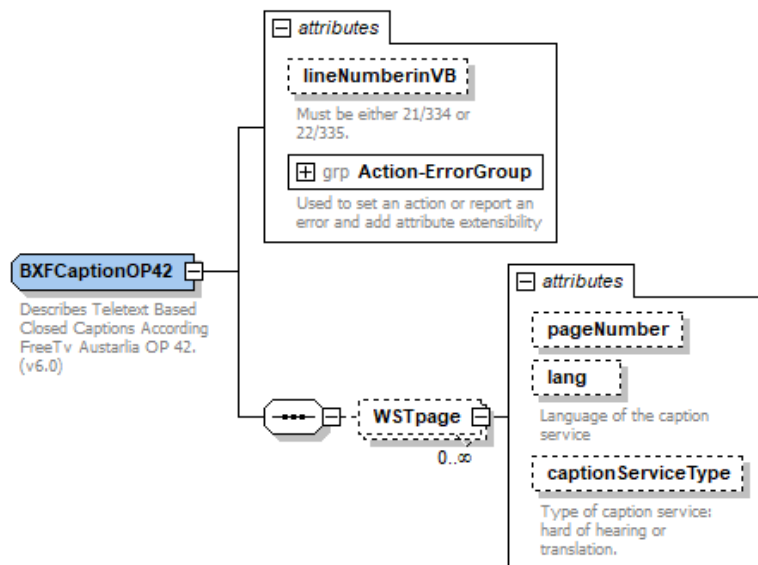 attributes
lineNumberinVB
Must be either 21/334 or
22/335.
grp Action-ErrorGroup
Used to set an action or report an
error and add attribute extensibility
BXFCaptionOP42
Describes Teletext Based
Closed Captions According
FreeTv Austarlia OP 42.
(v6.0)
attributes
pageNumber
lang
Language of the caption
service
captionServiceType
Type of caption service:
hard of hearing or
translation.
WSTpage
0..∞